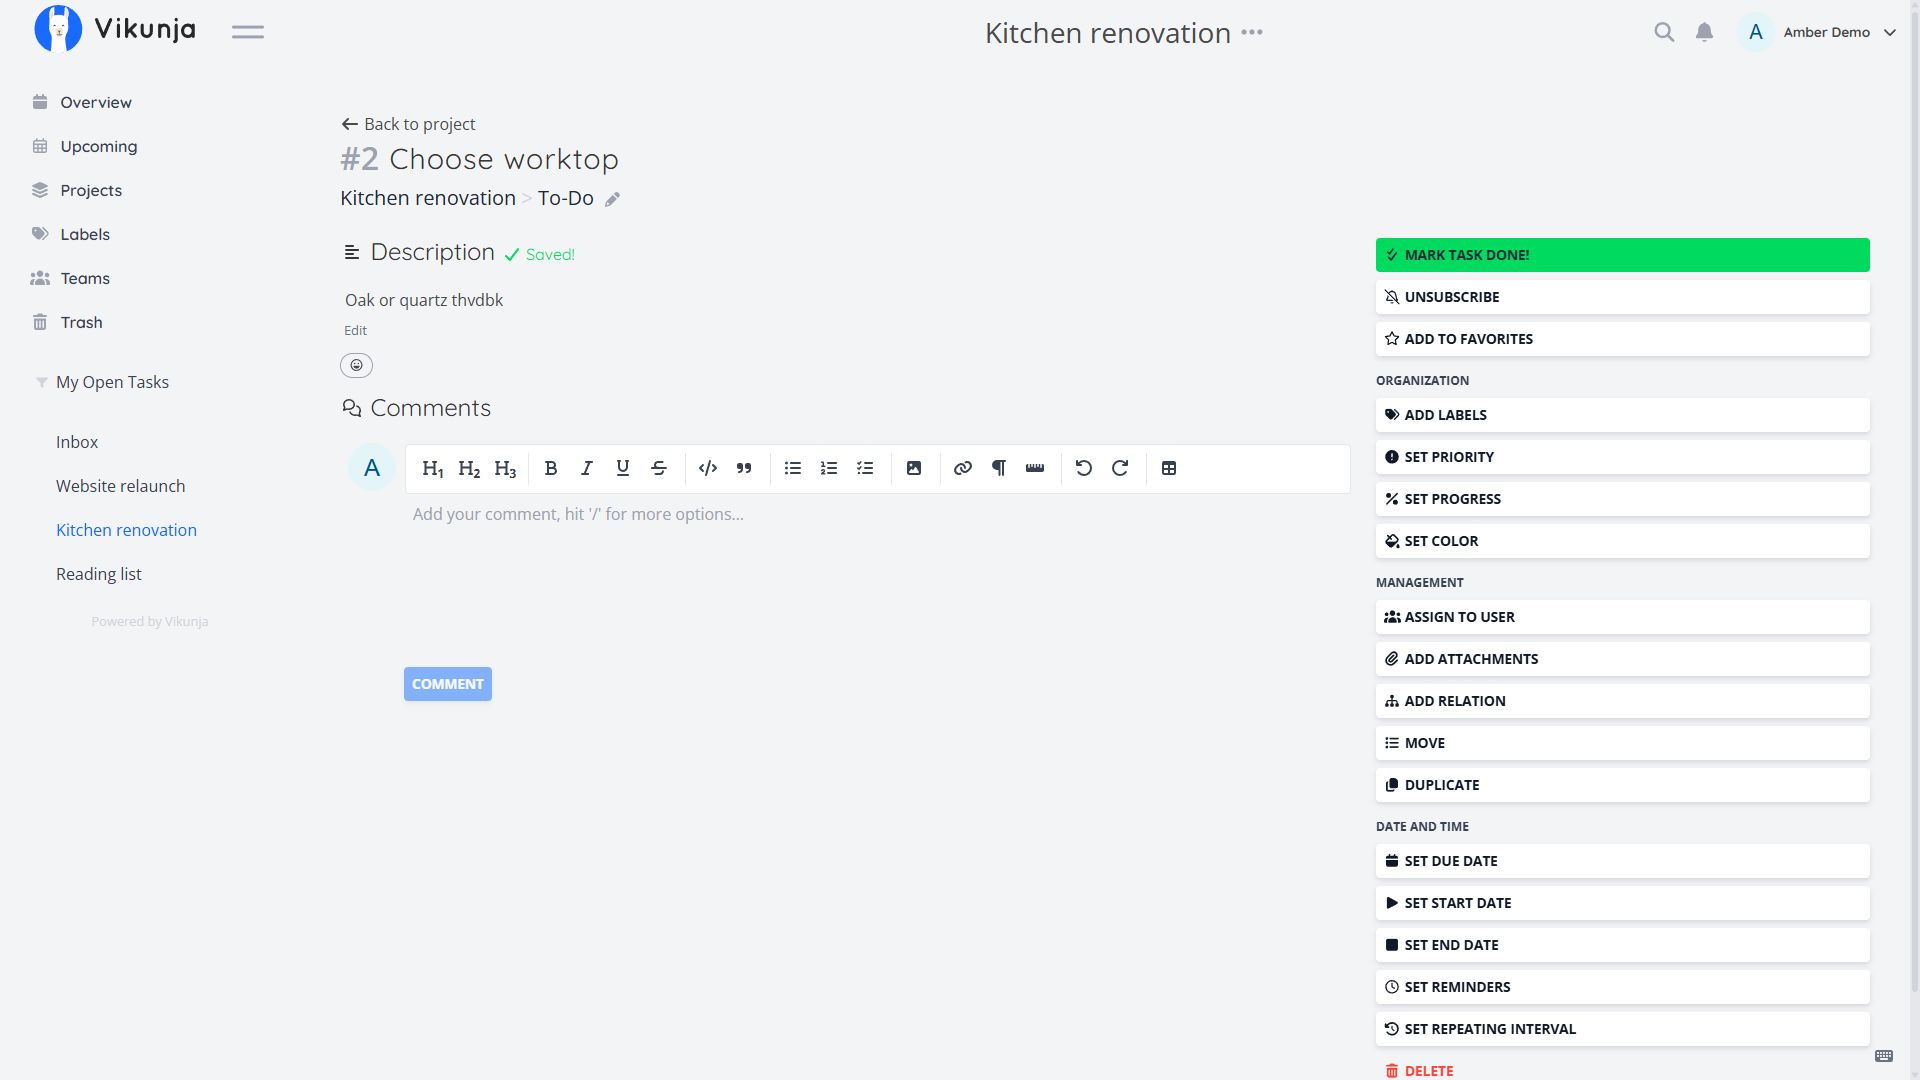 Vikunja
Kitchen renovation
A Amber Demo
Overview
Upcoming
Projects
Labels
Teams
Trash
My Open Tasks
Inbox
Website relaunch
Kitchen renovation
Reading list
Powered by Vikunja
Back to project
#2 Choose worktop
Kitchen renovation > To-Do
Description Saved!
Oak or quartz thvdbk
Edit
Comments
A H1 H2 H3 B I U S
Add your comment, hit '/' for more options...
COMMENT
MARK TASK DONE!
UNSUBSCRIBE
ADD TO FAVORITES
ORGANIZATION
ADD LABELS
SET PRIORITY
SET PROGRESS
SET COLOR
MANAGEMENT
ASSIGN TO USER
ADD ATTACHMENTS
ADD RELATION
MOVE
DUPLICATE
DATE AND TIME
SET DUE DATE
SET START DATE
SET END DATE
SET REMINDERS
SET REPEATING INTERVAL
DELETE